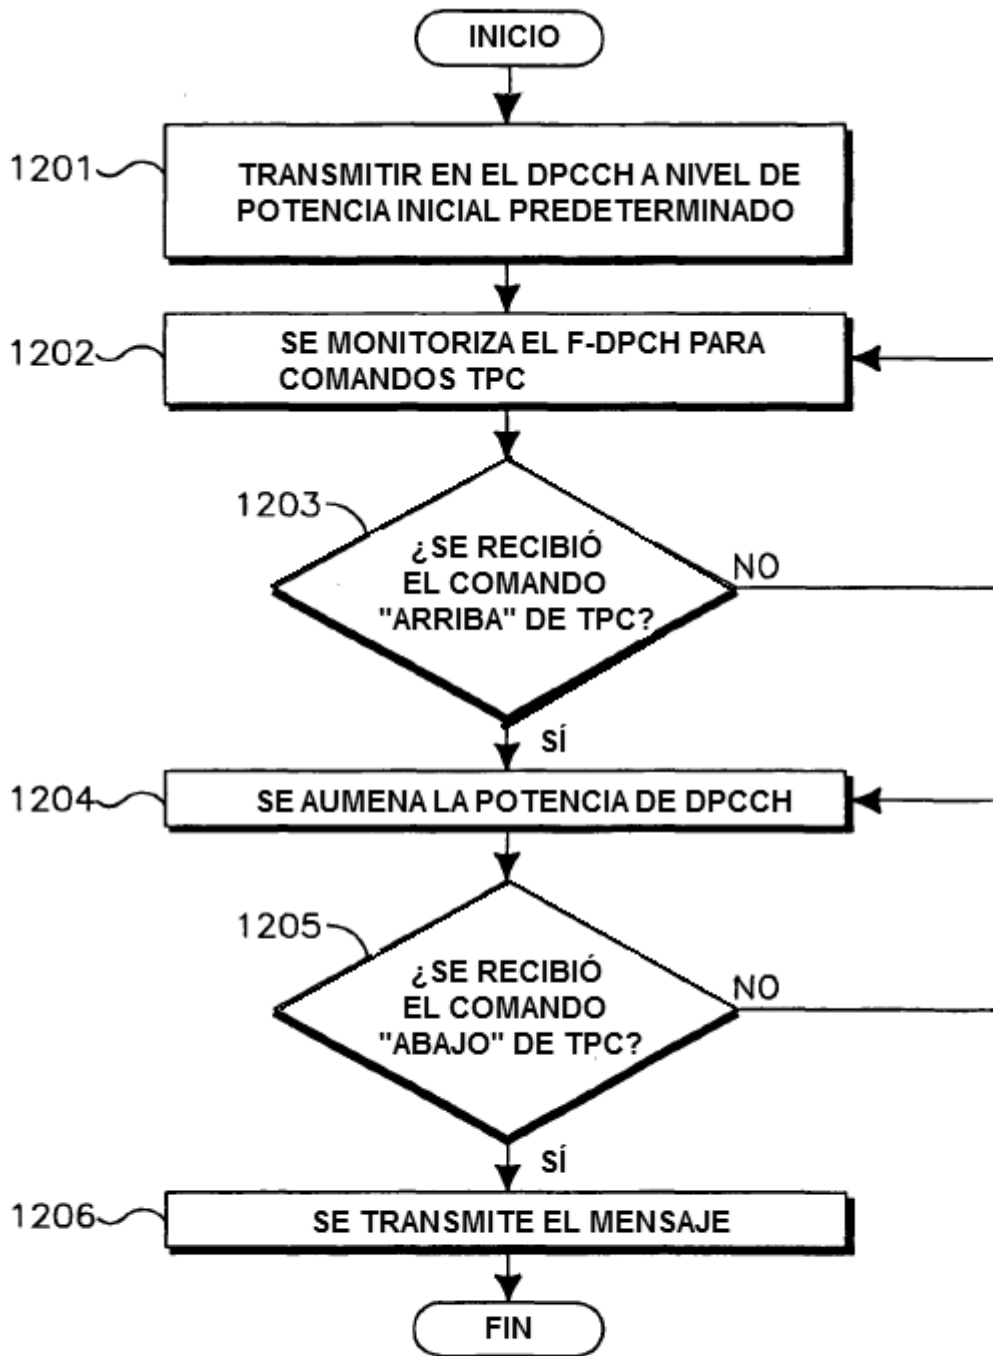 INICIO
1201
TRANSMITIR EN EL DPCCH A NIVEL DE
POTENCIA INICIAL PREDETERMINADO
1202
SE MONITORIZA EL F-DPCH PARA
COMANDOS TPC
1203
¿SE RECIBIÓ
EL COMANDO
"ARRIBA" DE TPC?
NO
SÍ
1204
SE AUMENA LA POTENCIA DE DPCCH
1205
¿SE RECIBIÓ
EL COMANDO
"ABAJO" DE TPC?
NO
SÍ
1206
SE TRANSMITE EL MENSAJE
FIN